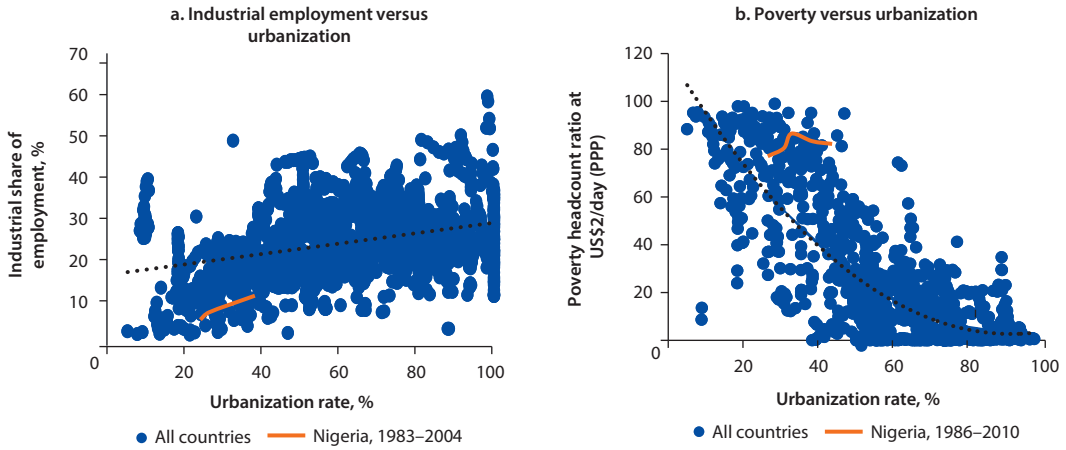 a. Industrial employment versus
urbanization
Industrial share of
employment, %
70
60
50
40
30
20
10
0
20
40
60
80
100
Urbanization rate, %
All countries
Nigeria, 1983–2004
b. Poverty versus urbanization
Poverty headcount ratio at
US$2/day (PPP)
120
100
80
60
40
20
0
20
40
60
80
100
Urbanization rate, %
All countries
Nigeria, 1986–2010